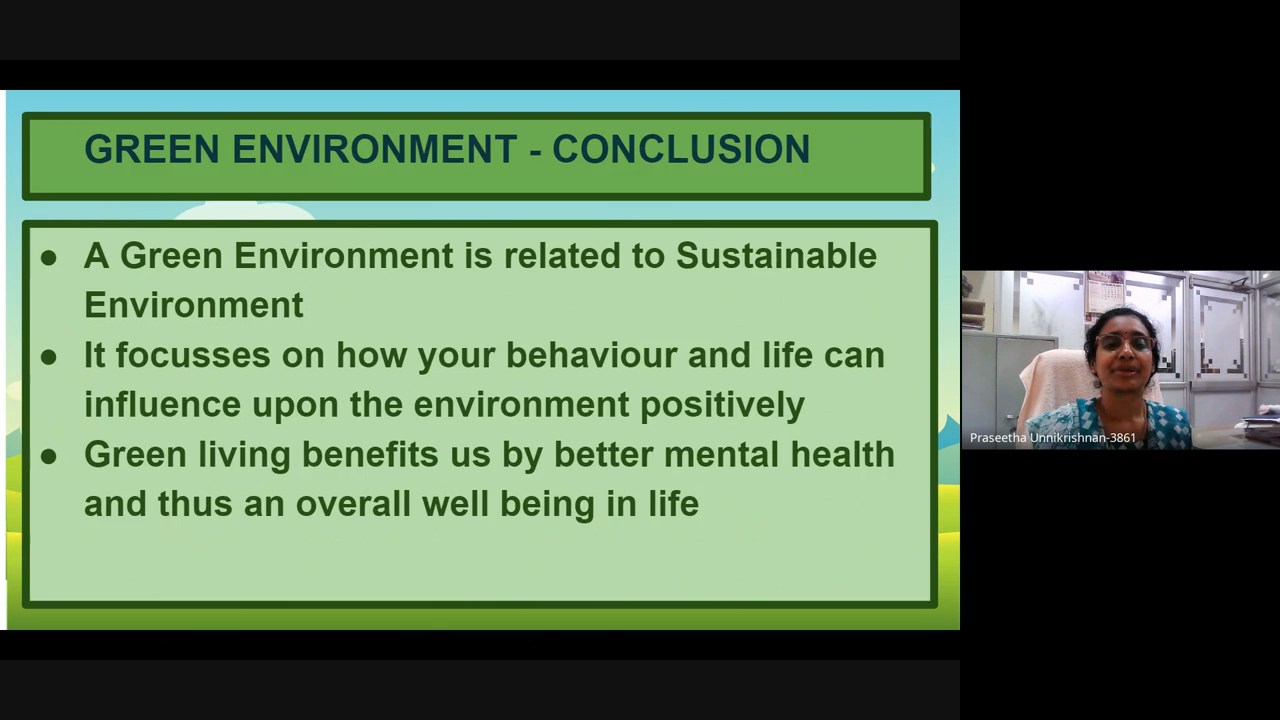 GREEN ENVIRONMENT - CONCLUSION
● A Green Environment is related to Sustainable
Environment
● It focusses on how your behaviour and life can
influence upon the environment positively
● Green living benefits us by better mental health
and thus an overall well being in life
Praseetha Unnikrishnan-3861